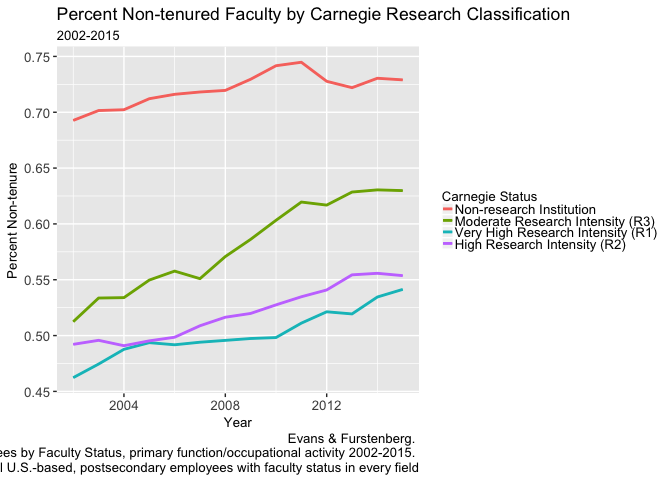 Percent Non-tenured Faculty by Carnegie Research Classification
2002-2015
0.75
0.70
0.65
0.60
0.55
0.50
0.45
Percent Non-tenure
2004 2008 2012
Year
Carnegie Status
Non-research Institution
Moderate Research Intensity (R3)
Very High Research Intensity (R1)
High Research Intensity (R2)
Evans & Furstenberg.
by Faculty Status, primary function/occupational activity 2002-2015.
U.S.-based, postsecondary employees with faculty status in every field